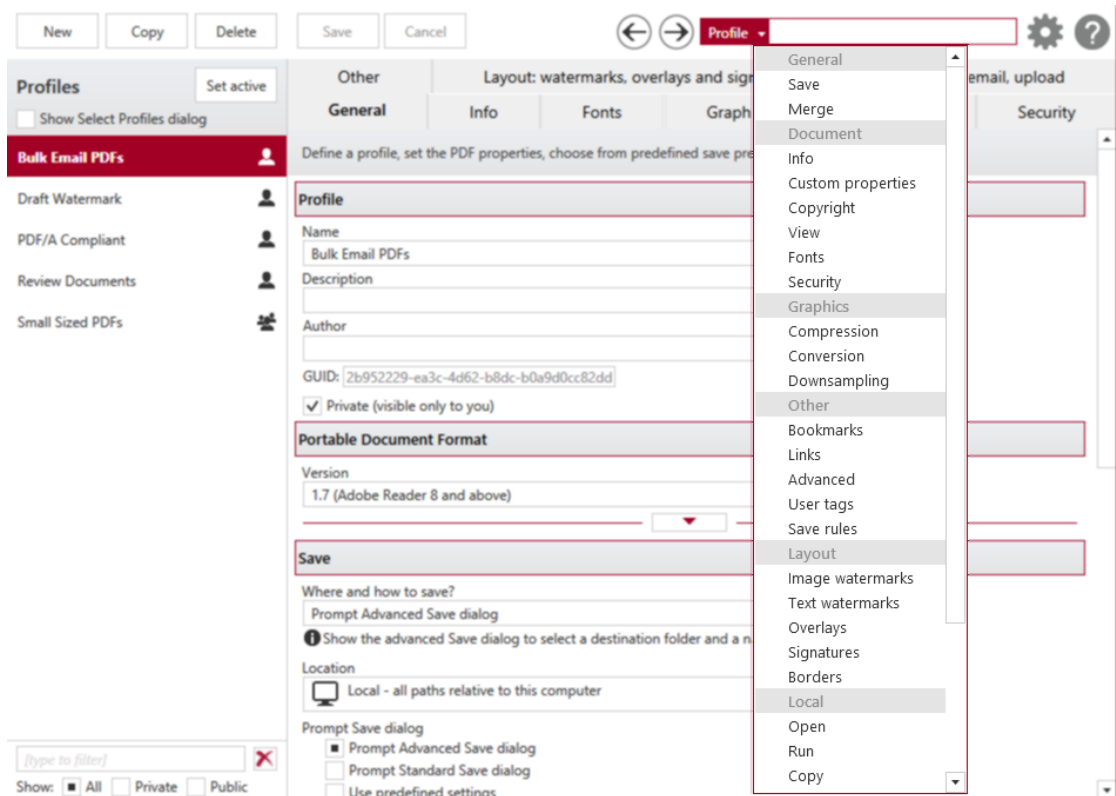 New Copy Delete Save Cancel Profile
Profiles Set active
Show Select Profiles dialog
Bulk Email PDFs
Draft Watermark
PDF/A Compliant
Review Documents
Small Sized PDFs
[type to filter]
Show: All Private Public
Other Layout: watermarks, overlays and email, upload
General Info Fonts Security
Define a profile, set the PDF properties, choose from predefined save
Profile
Name
Bulk Email PDFs
Description
Author
GUID: 2b952229-ea3c-4d62-b8dc-b0a9d0cc82dd
Private (visible only to you)
Portable Document Format
Version
1.7 (Adobe Reader 8 and above)
Save
Where and how to save?
Prompt Advanced Save dialog
Show the advanced Save dialog to select a destination folder and a
Location
Local - all paths relative to this computer
Prompt Save dialog
Prompt Advanced Save dialog
Prompt Standard Save dialog
Use predefined settings
General
Save
Merge
Document
Info
Custom properties
Copyright
View
Fonts
Security
Graphics
Compression
Conversion
Downsampling
Other
Bookmarks
Links
Advanced
User tags
Save rules
Layout
Image watermarks
Text watermarks
Overlays
Signatures
Borders
Local
Open
Run
Copy